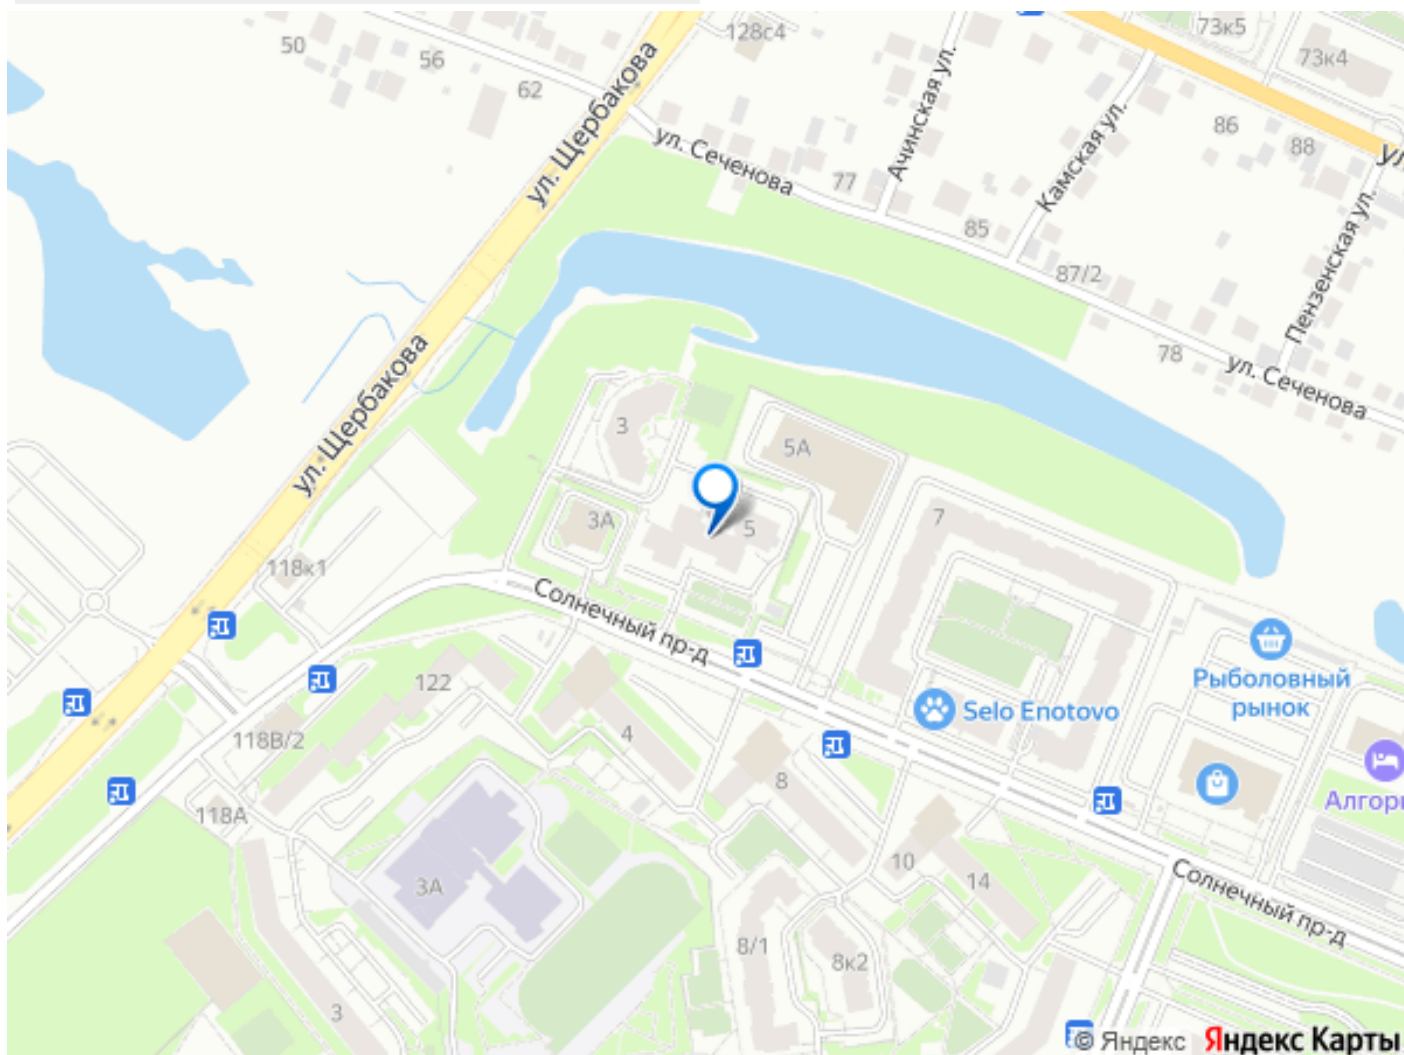 128с4
73к5
50
56
73к4
62
ул. Щербакова
Ачинская ул.
86
88
ул. Сеченова
77
Камская ул.
85
87/2
Пензенская ул.
78
ул. Сеченова
ул. Щербакова
3
5А
3А
5
7
118к1
Солнечный пр-д
122
4
Selo Enotovo
Рыболовный
рынок
118В/2
8
118А
3А
10
14
Солнечный пр-д
8/1
8к2
3
© Яндекс
Яндекс Карты